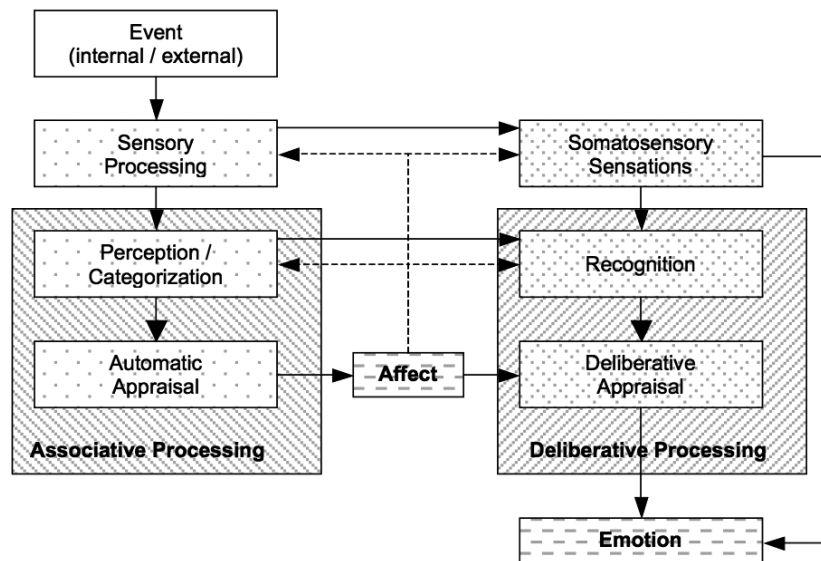 Event
(internal / external)
Sensory
Processing
Somatosensory
Sensations
Perception /
Categorization
Recognition
Automatic
Appraisal
Affect
Deliberative
Appraisal
Associative Processing
Deliberative Processing
Emotion